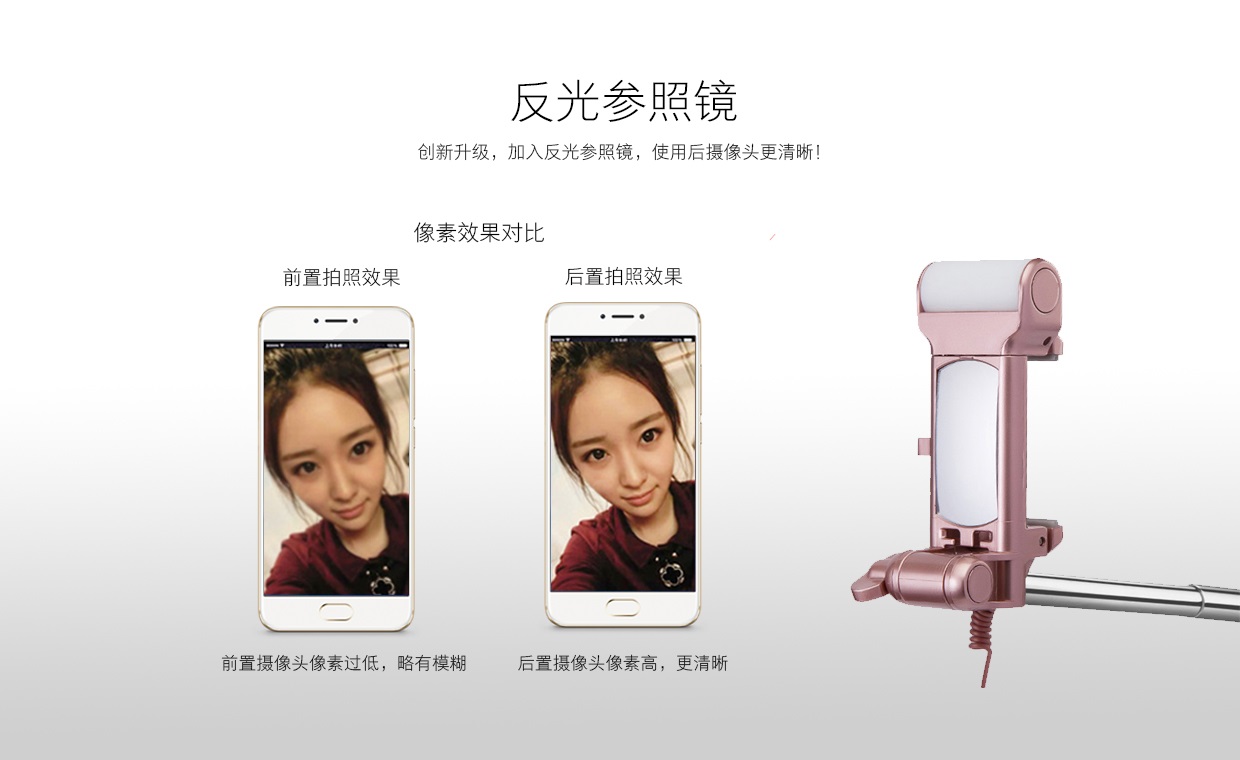 反光参照镜
创新升级，加入反光参照镜，使用后摄像头更清晰！
像素效果对比
前置拍照效果
后置拍照效果
前置摄像头像素过低，略有模糊
后置摄像头像素高，更清晰